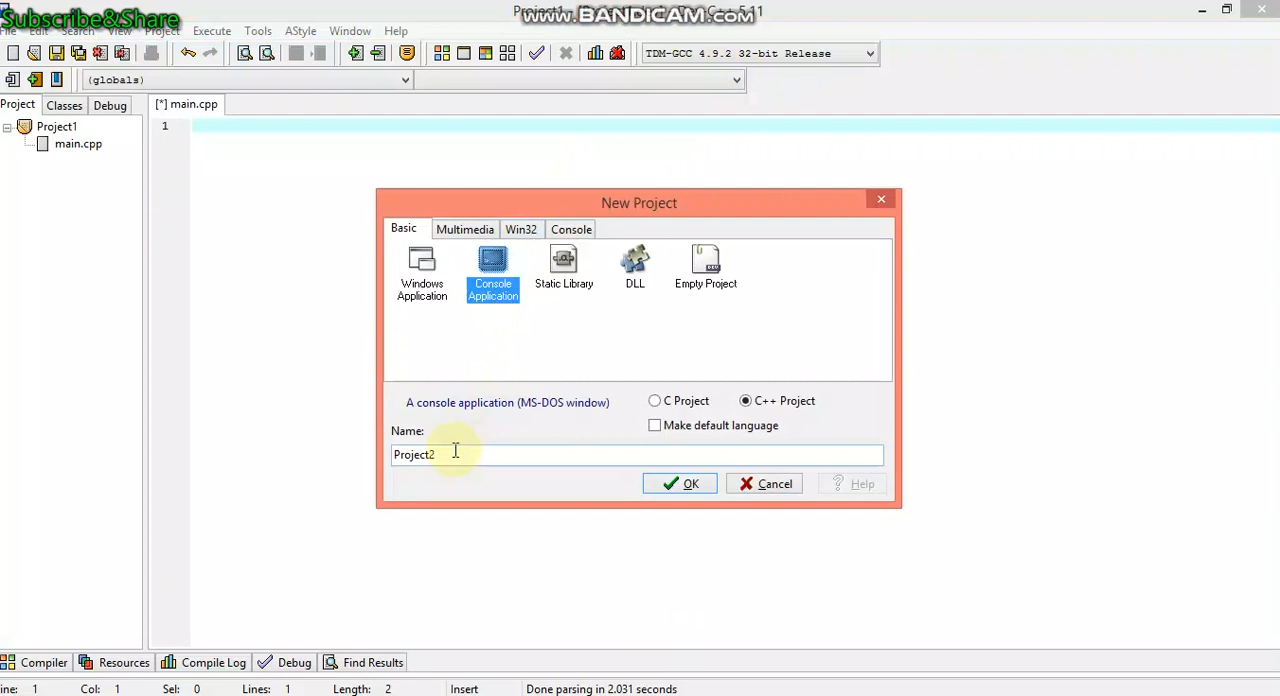 Subscribe&Share
Project1
www.BANDICAM.com
5.11
File Edit Search View Project Execute Tools AStyle Window Help
TDM-GCC 4.9.2 32-bit Release
(globals)
Project Classes Debug
[*] main.cpp
Project1
main.cpp
1
New Project
Basic Multimedia Win32 Console
Windows Application
Console Application
Static Library
DLL
Empty Project
A console application (MS-DOS window)
C Project C++ Project
Make default language
Name:
Project2
OK Cancel Help
Compiler Resources Compile Log Debug Find Results
ine: 1 Col: 1 Sel: 0 Lines: 1 Length: 2 Insert Done parsing in 2.031 seconds